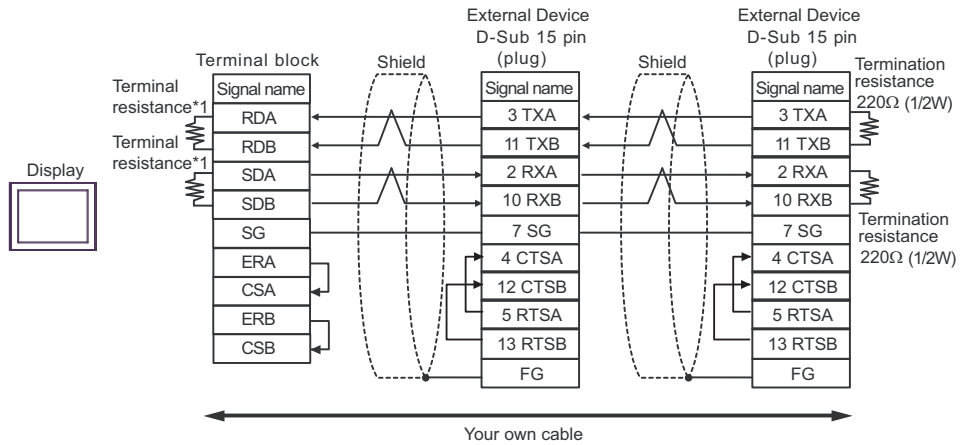 External Device
D-Sub 15 pin
(plug)
External Device
D-Sub 15 pin
(plug)
Terminal block
Shield
Shield
Termination
resistance
220Ω (1/2W)
Terminal
resistance*1
Terminal
resistance*1
Display
Signal name
RDA
RDB
SDA
SDB
SG
ERA
CSA
ERB
CSB
Signal name
3 TXA
11 TXB
2 RXA
10 RXB
7 SG
4 CTSA
12 CTSB
5 RTSA
13 RTSB
FG
Signal name
3 TXA
11 TXB
2 RXA
10 RXB
7 SG
4 CTSA
12 CTSB
5 RTSA
13 RTSB
FG
Termination
resistance
220Ω (1/2W)
Your own cable